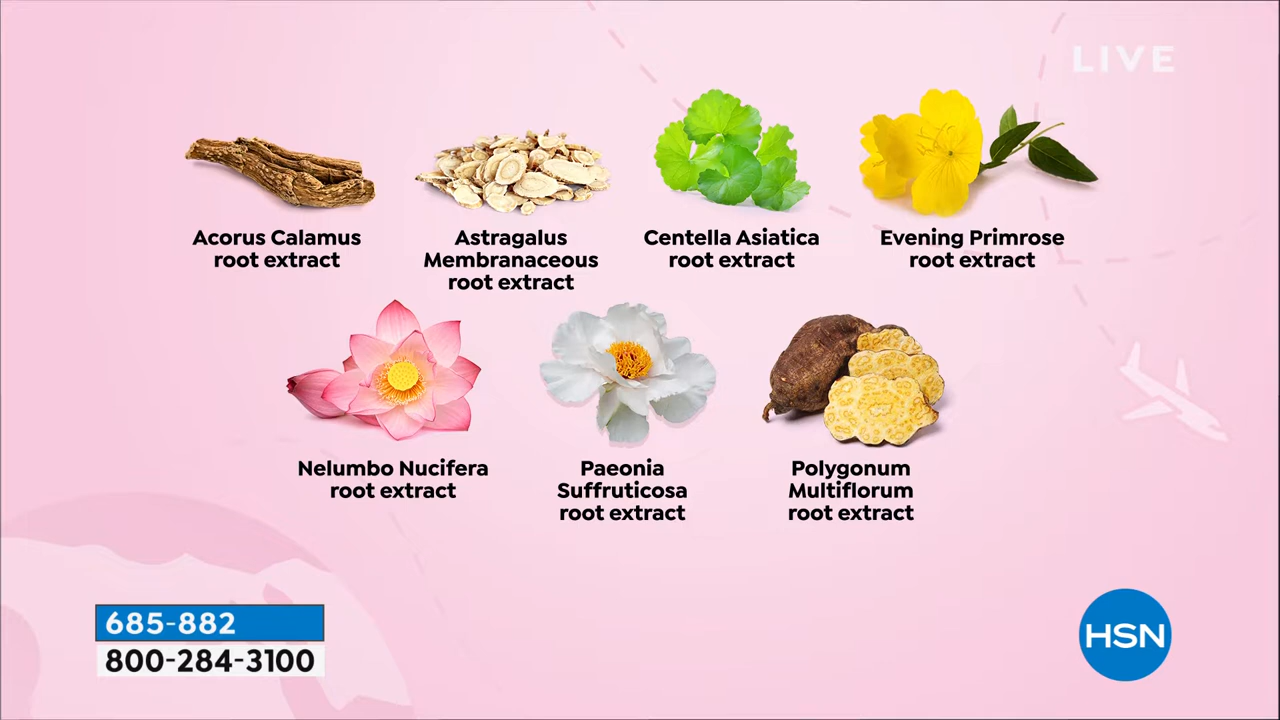 LIVE
Acorus Calamus
root extract
Astragalus
Membranaceous
root extract
Centella Asiatica
root extract
Evening Primrose
root extract
Nelumbo Nucifera
root extract
Paeonia
Suffruticosa
root extract
Polygonum
Multiflorum
root extract
685-882
800-284-3100
HSN